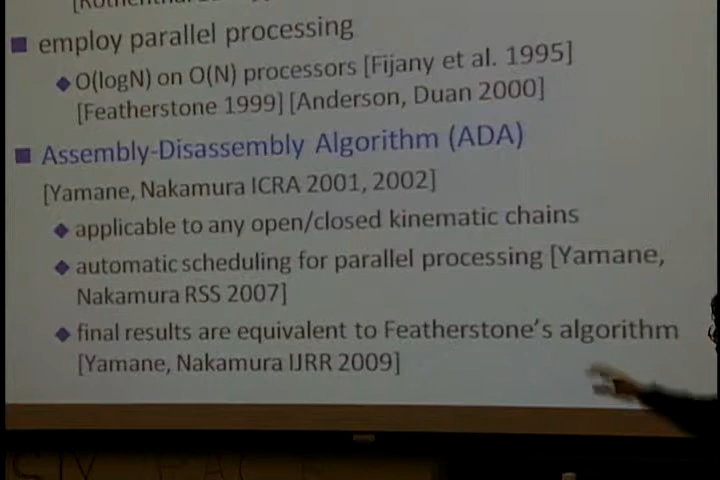 ■ employ parallel processing
◆ O(logN) on O(N) processors [Fijany et al. 1995]
[Featherstone 1999] [Anderson, Duan 2000]
■ Assembly-Disassembly Algorithm (ADA)
[Yamane, Nakamura ICRA 2001, 2002]
◆ applicable to any open/closed kinematic chains
◆ automatic scheduling for parallel processing [Yamane,
Nakamura RSS 2007]
◆ final results are equivalent to Featherstone's algorithm
[Yamane, Nakamura IJRR 2009]